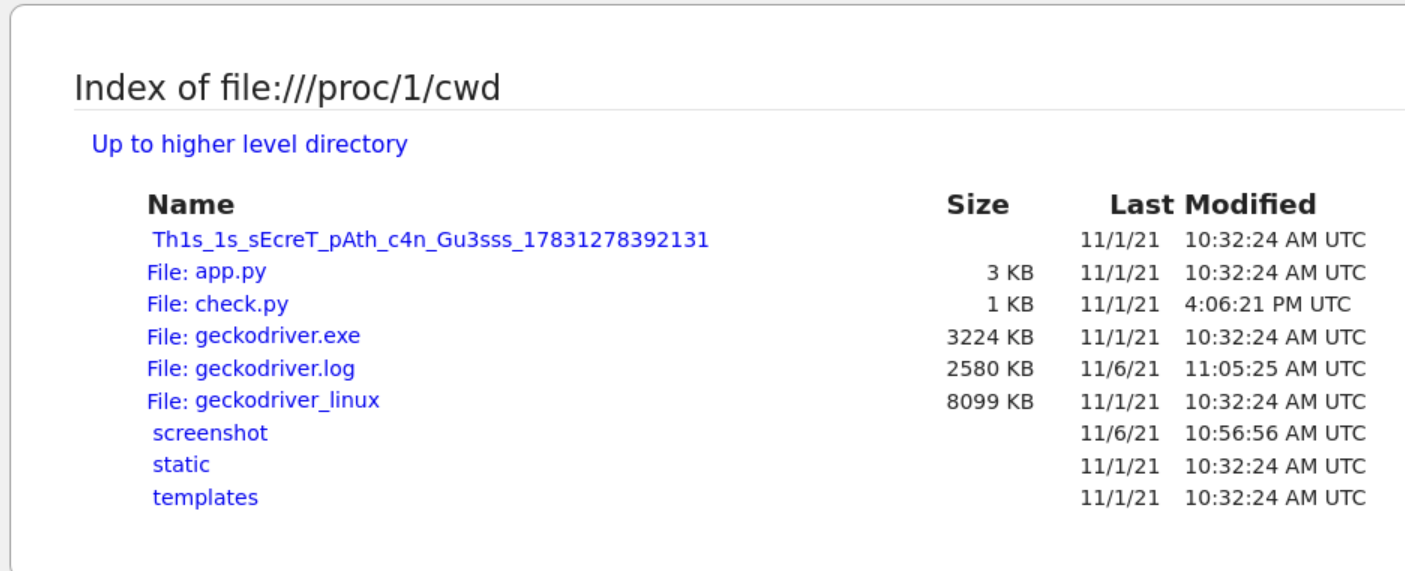 Index of file:///proc/1/cwd
Up to higher level directory
Name Size Last Modified
Th1s_1s_sEcreT_pAth_c4n_Gu3sss_17831278392131 11/1/21 10:32:24 AM UTC
File: app.py 3 KB 11/1/21 10:32:24 AM UTC
File: check.py 1 KB 11/1/21 4:06:21 PM UTC
File: geckodriver.exe 3224 KB 11/1/21 10:32:24 AM UTC
File: geckodriver.log 2580 KB 11/6/21 11:05:25 AM UTC
File: geckodriver_linux 8099 KB 11/1/21 10:32:24 AM UTC
screenshot 11/6/21 10:56:56 AM UTC
static 11/1/21 10:32:24 AM UTC
templates 11/1/21 10:32:24 AM UTC